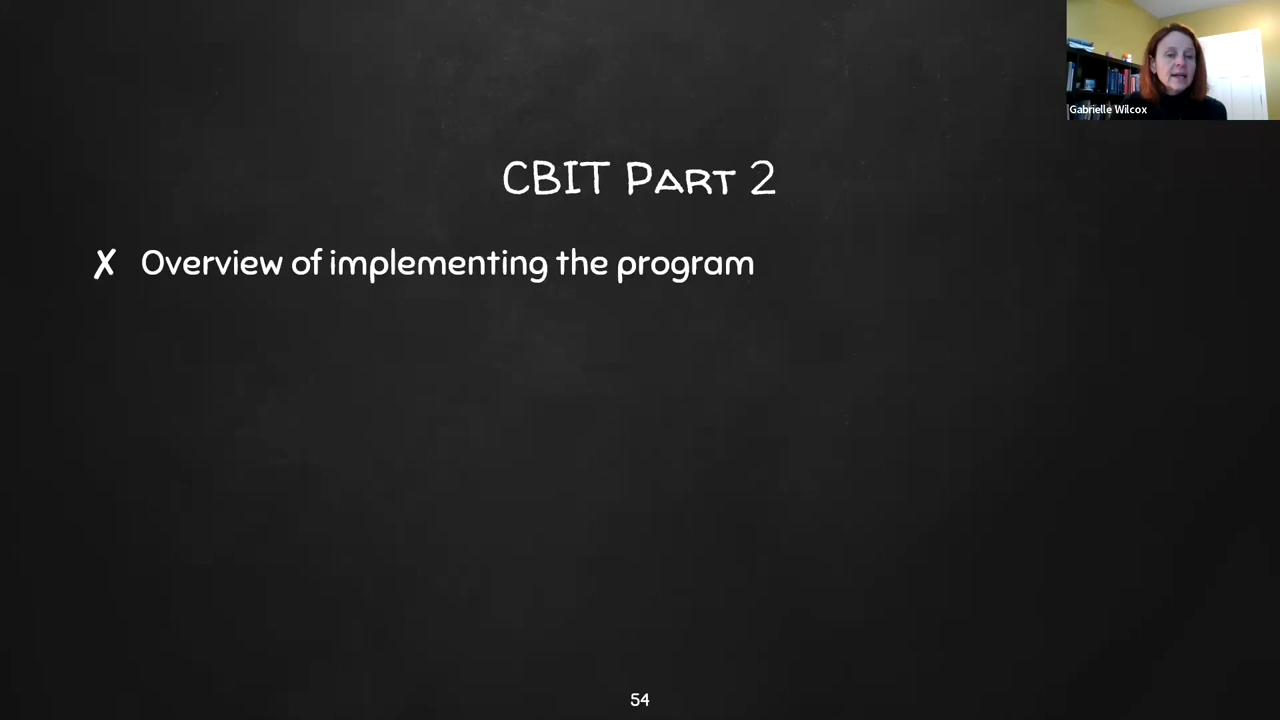 Gabrielle Wilcox
CBIT Part 2
✗ Overview of implementing the program
54